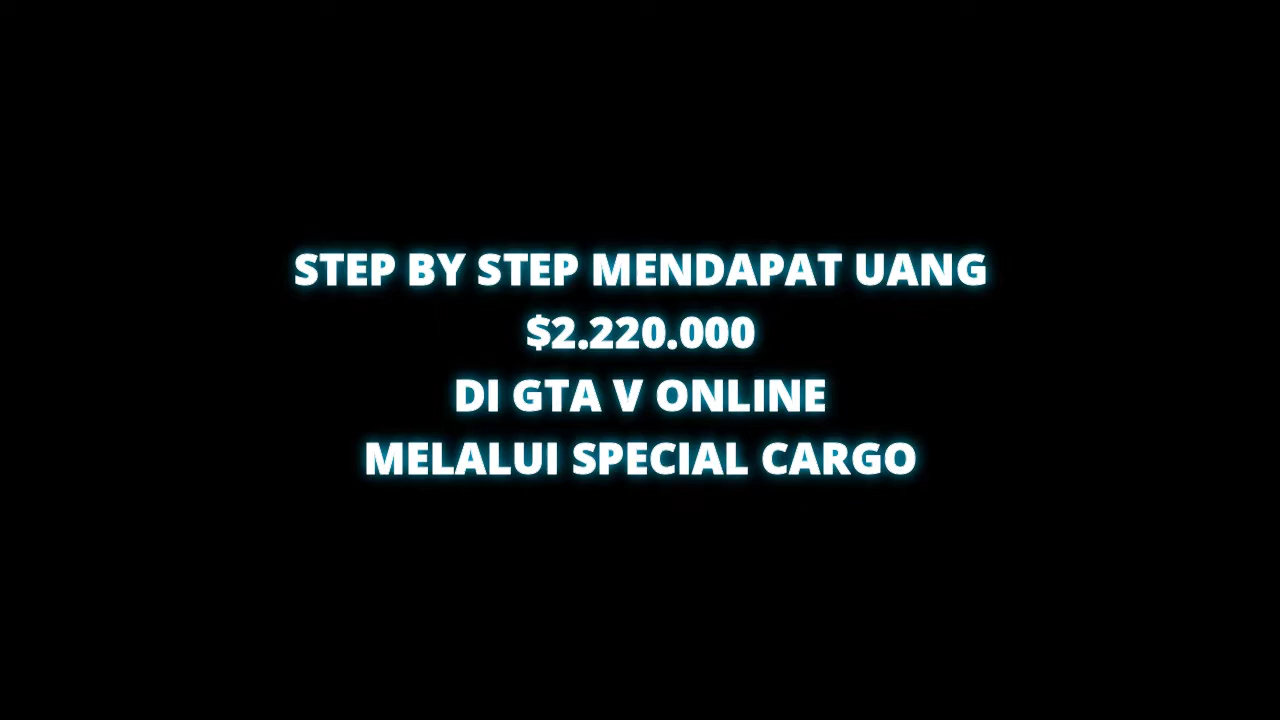 STEP BY STEP MENDAPAT UANG
$2.220.000
DI GTA V ONLINE
MELALUI SPECIAL CARGO